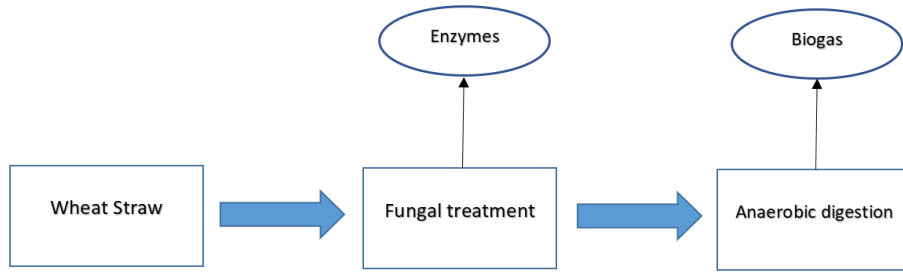 Enzymes
Biogas
Wheat Straw
Fungal treatment
Anaerobic digestion